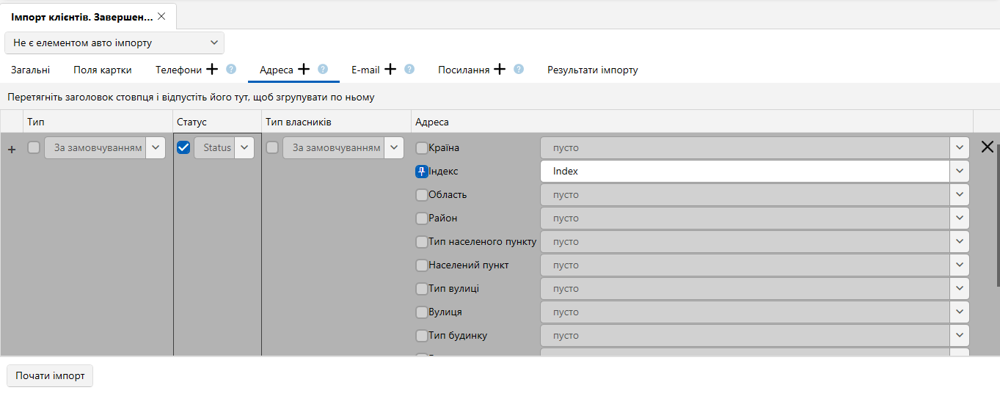 Імпорт клієнтів. Завершен...
Не є елементом авто імпорту
Загальні Поля картки Телефони ? Адреса ? E-mail ? Посилання ? Результати імпорту
Перетягніть заголовок стовпця і відпустіть його тут, щоб згрупувати по ньому
Тип Статус Тип власників Адреса
За замовчуванням Status За замовчуванням Країна пусто
Індекс Index
Область пусто
Район пусто
Тип населеного пункту пусто
Населений пункт пусто
Тип вулиці пусто
Вулиця пусто
Тип будинку пусто
Почати імпорт